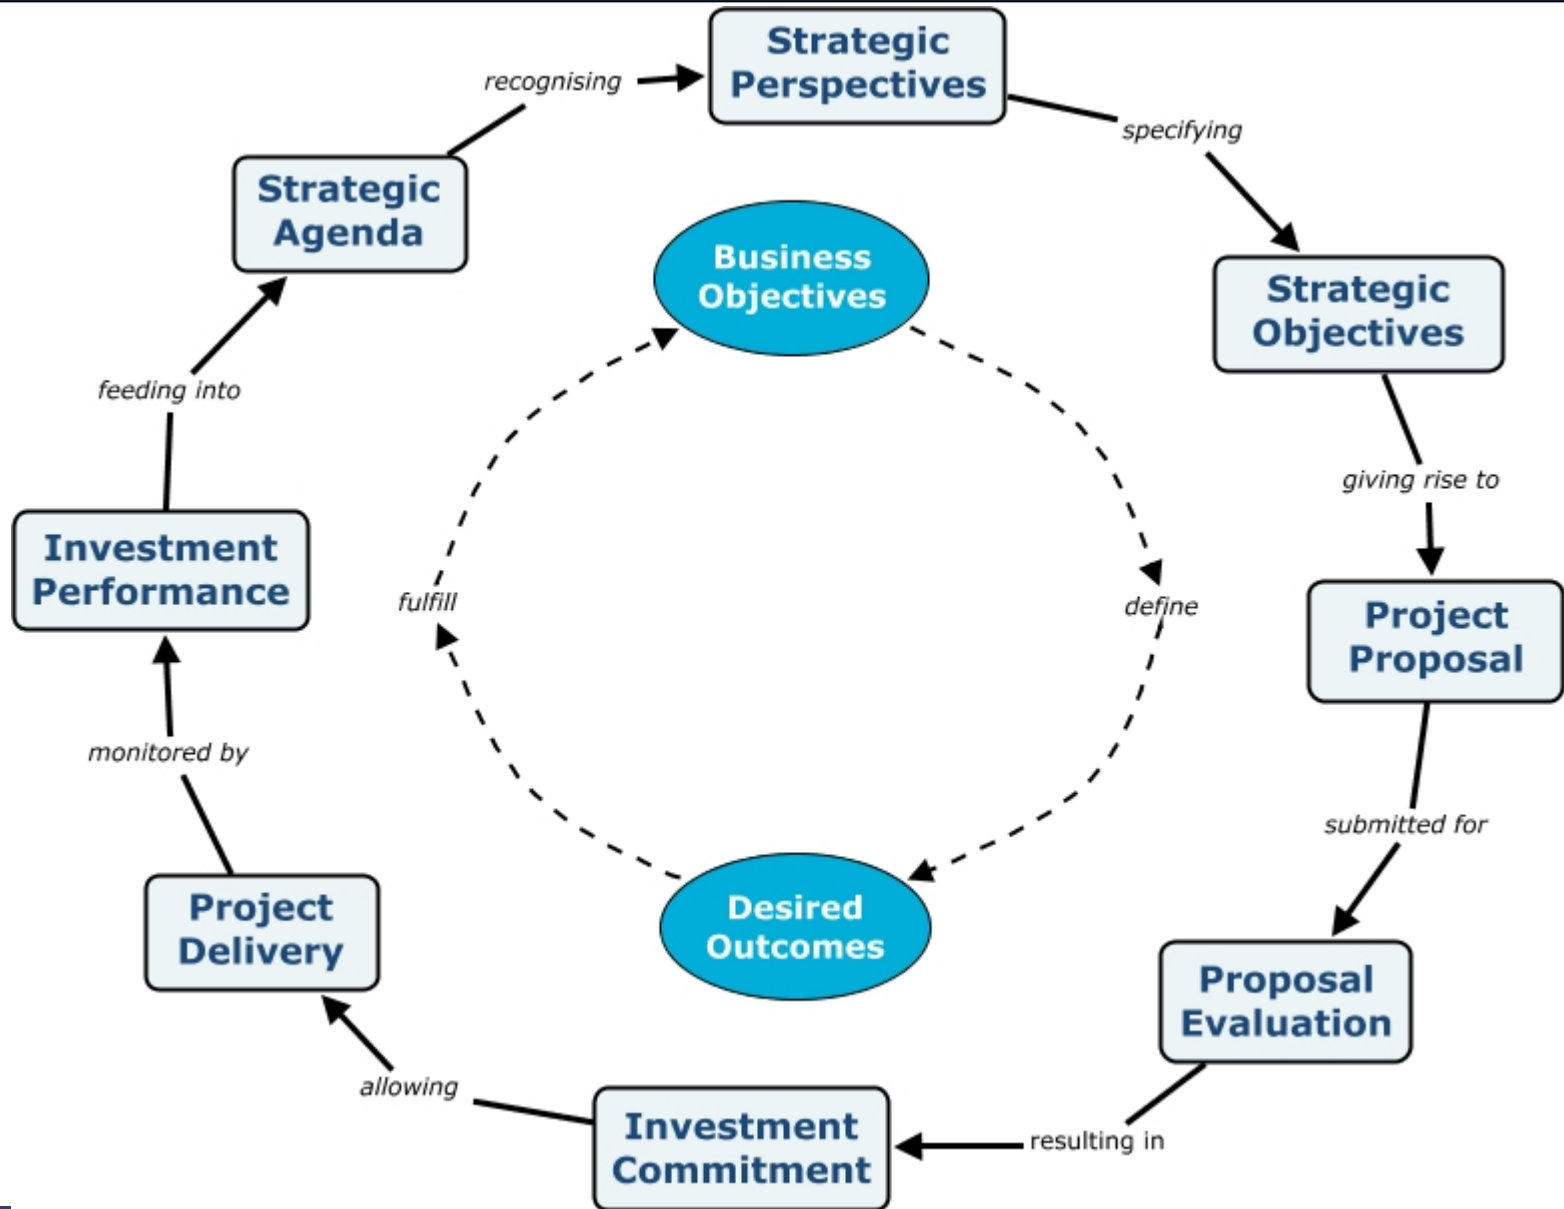 Strategic
Perspectives
recognising
specifying
Strategic
Agenda
Business
Objectives
Strategic
Objectives
feeding into
giving rise to
Investment
Performance
fulfill
define
Project
Proposal
monitored by
submitted for
Project
Delivery
Desired
Outcomes
Proposal
Evaluation
allowing
Investment
Commitment
resulting in